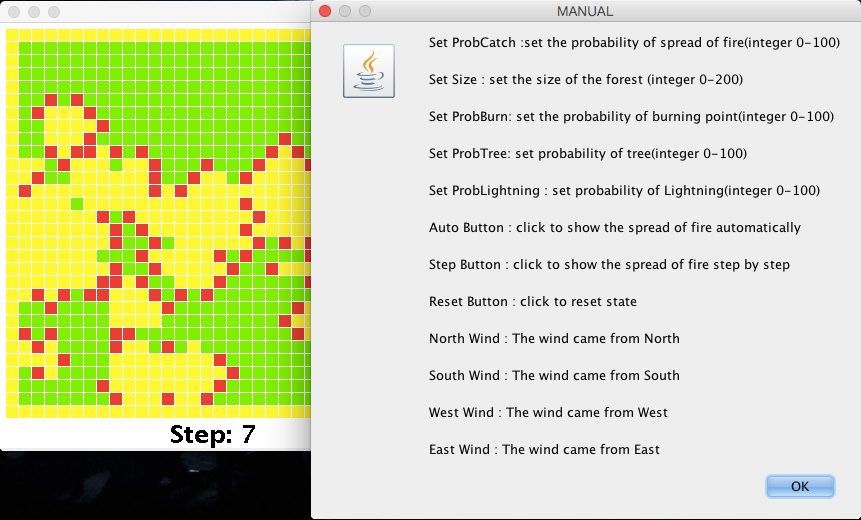 MANUAL
Set ProbCatch :set the probability of spread of fire(integer 0-100)
Set Size : set the size of the forest (integer 0-200)
Set ProbBurn: set the probability of burning point(integer 0-100)
Set ProbTree: set probability of tree(integer 0-100)
Set ProbLightning : set probability of Lightning(integer 0-100)
Auto Button : click to show the spread of fire automatically
Step Button : click to show the spread of fire step by step
Reset Button : click to reset state
North Wind : The wind came from North
South Wind : The wind came from South
West Wind : The wind came from West
East Wind : The wind came from East
OK
Step: 7